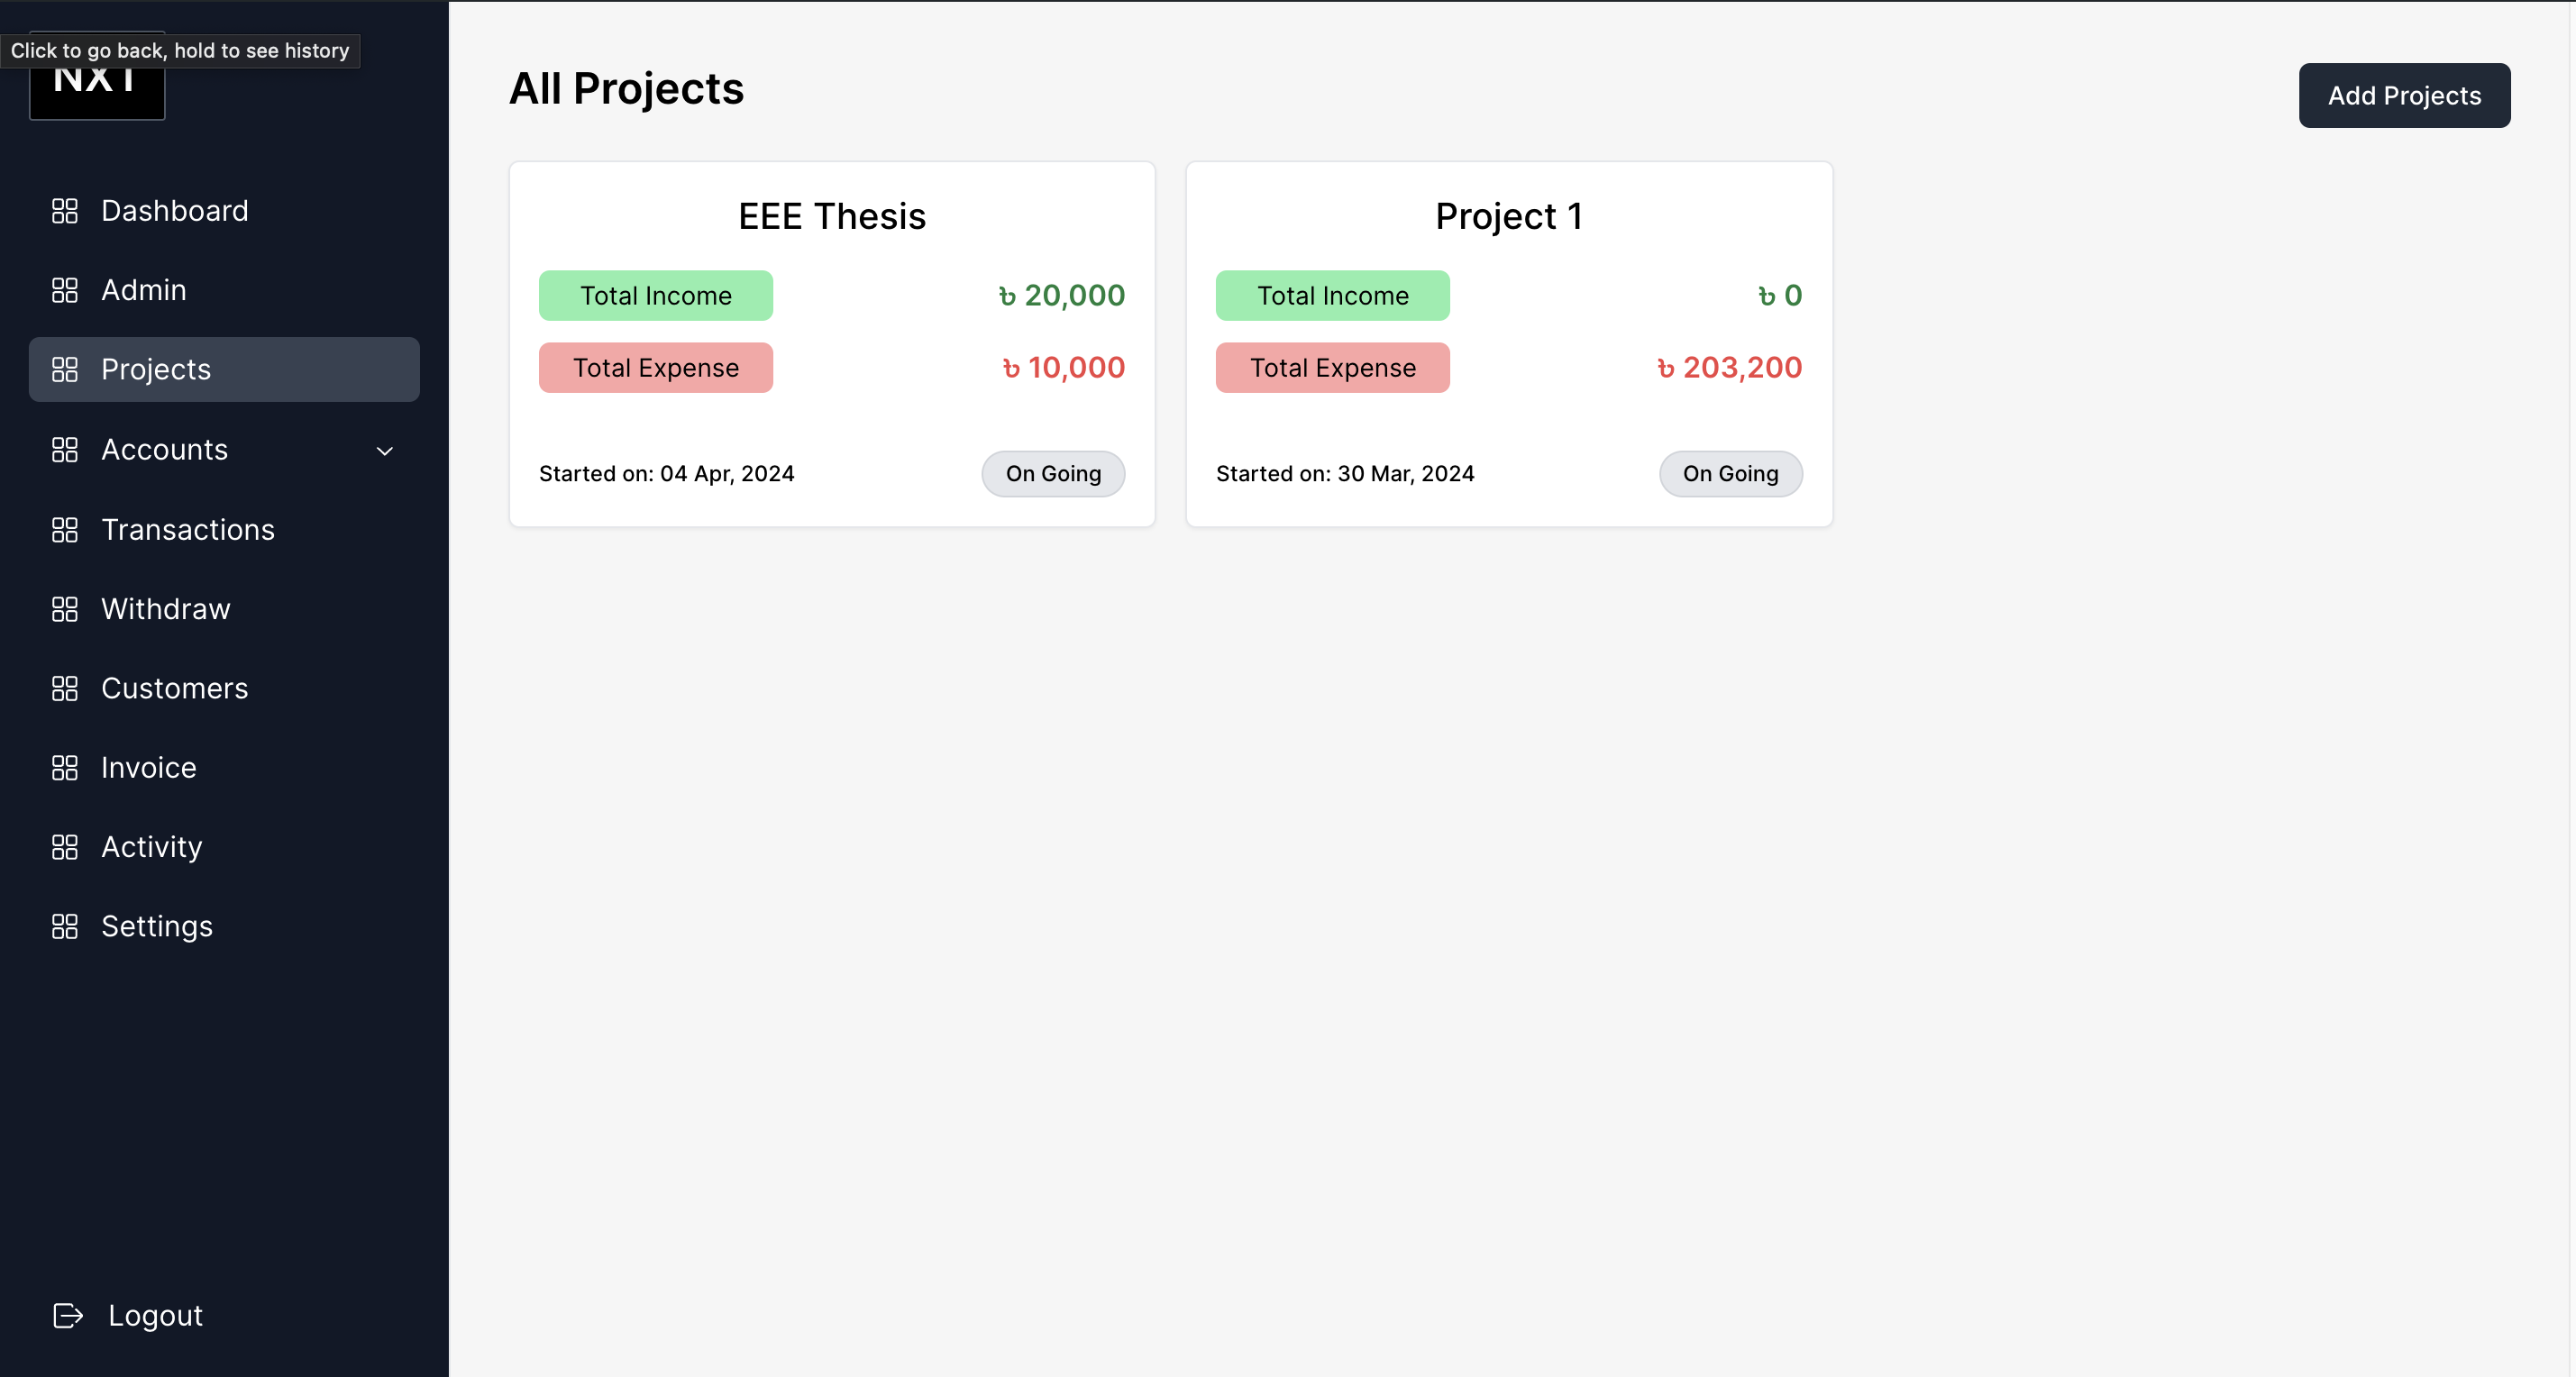 Click to go back, hold to see history
NXT
Dashboard
Admin
Projects
Accounts
Transactions
Withdraw
Customers
Invoice
Activity
Settings
Logout
All Projects
Add Projects
EEE Thesis
Total Income ৳ 20,000
Total Expense ৳ 10,000
Started on: 04 Apr, 2024 On Going
Project 1
Total Income ৳ 0
Total Expense ৳ 203,200
Started on: 30 Mar, 2024 On Going